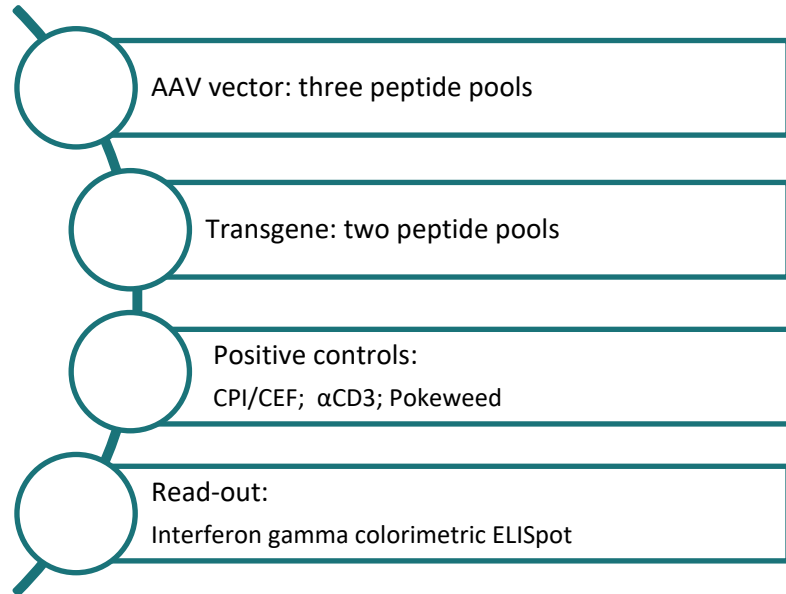 AAV vector: three peptide pools
Transgene: two peptide pools
Positive controls:
CPI/CEF; αCD3; Pokeweed
Read-out:
Interferon gamma colorimetric ELISpot